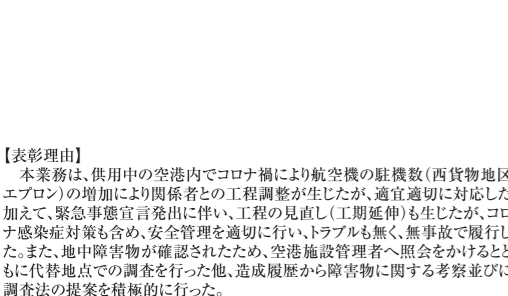 【表彰理由】
本業務は、供用中の空港内でコロナ禍により航空機の駐機数（西貨物地区
エプロン）の増加により関係者との工程調整が生じたが、適宜適切に対応した
加えて、緊急事態宣言発出に伴い、工程の見直し（工期延伸）も生じたが、コロ
ナ感染症対策も含め、安全管理を適切に行い、トラブルも無く、無事故で履行し
た。また、地中障害物が確認されたため、空港施設管理者へ照会をかけるとと
もに代替地点での調査を行った他、造成履歴から障害物に関する考察並びに
調査法の提案を積極的に行った。